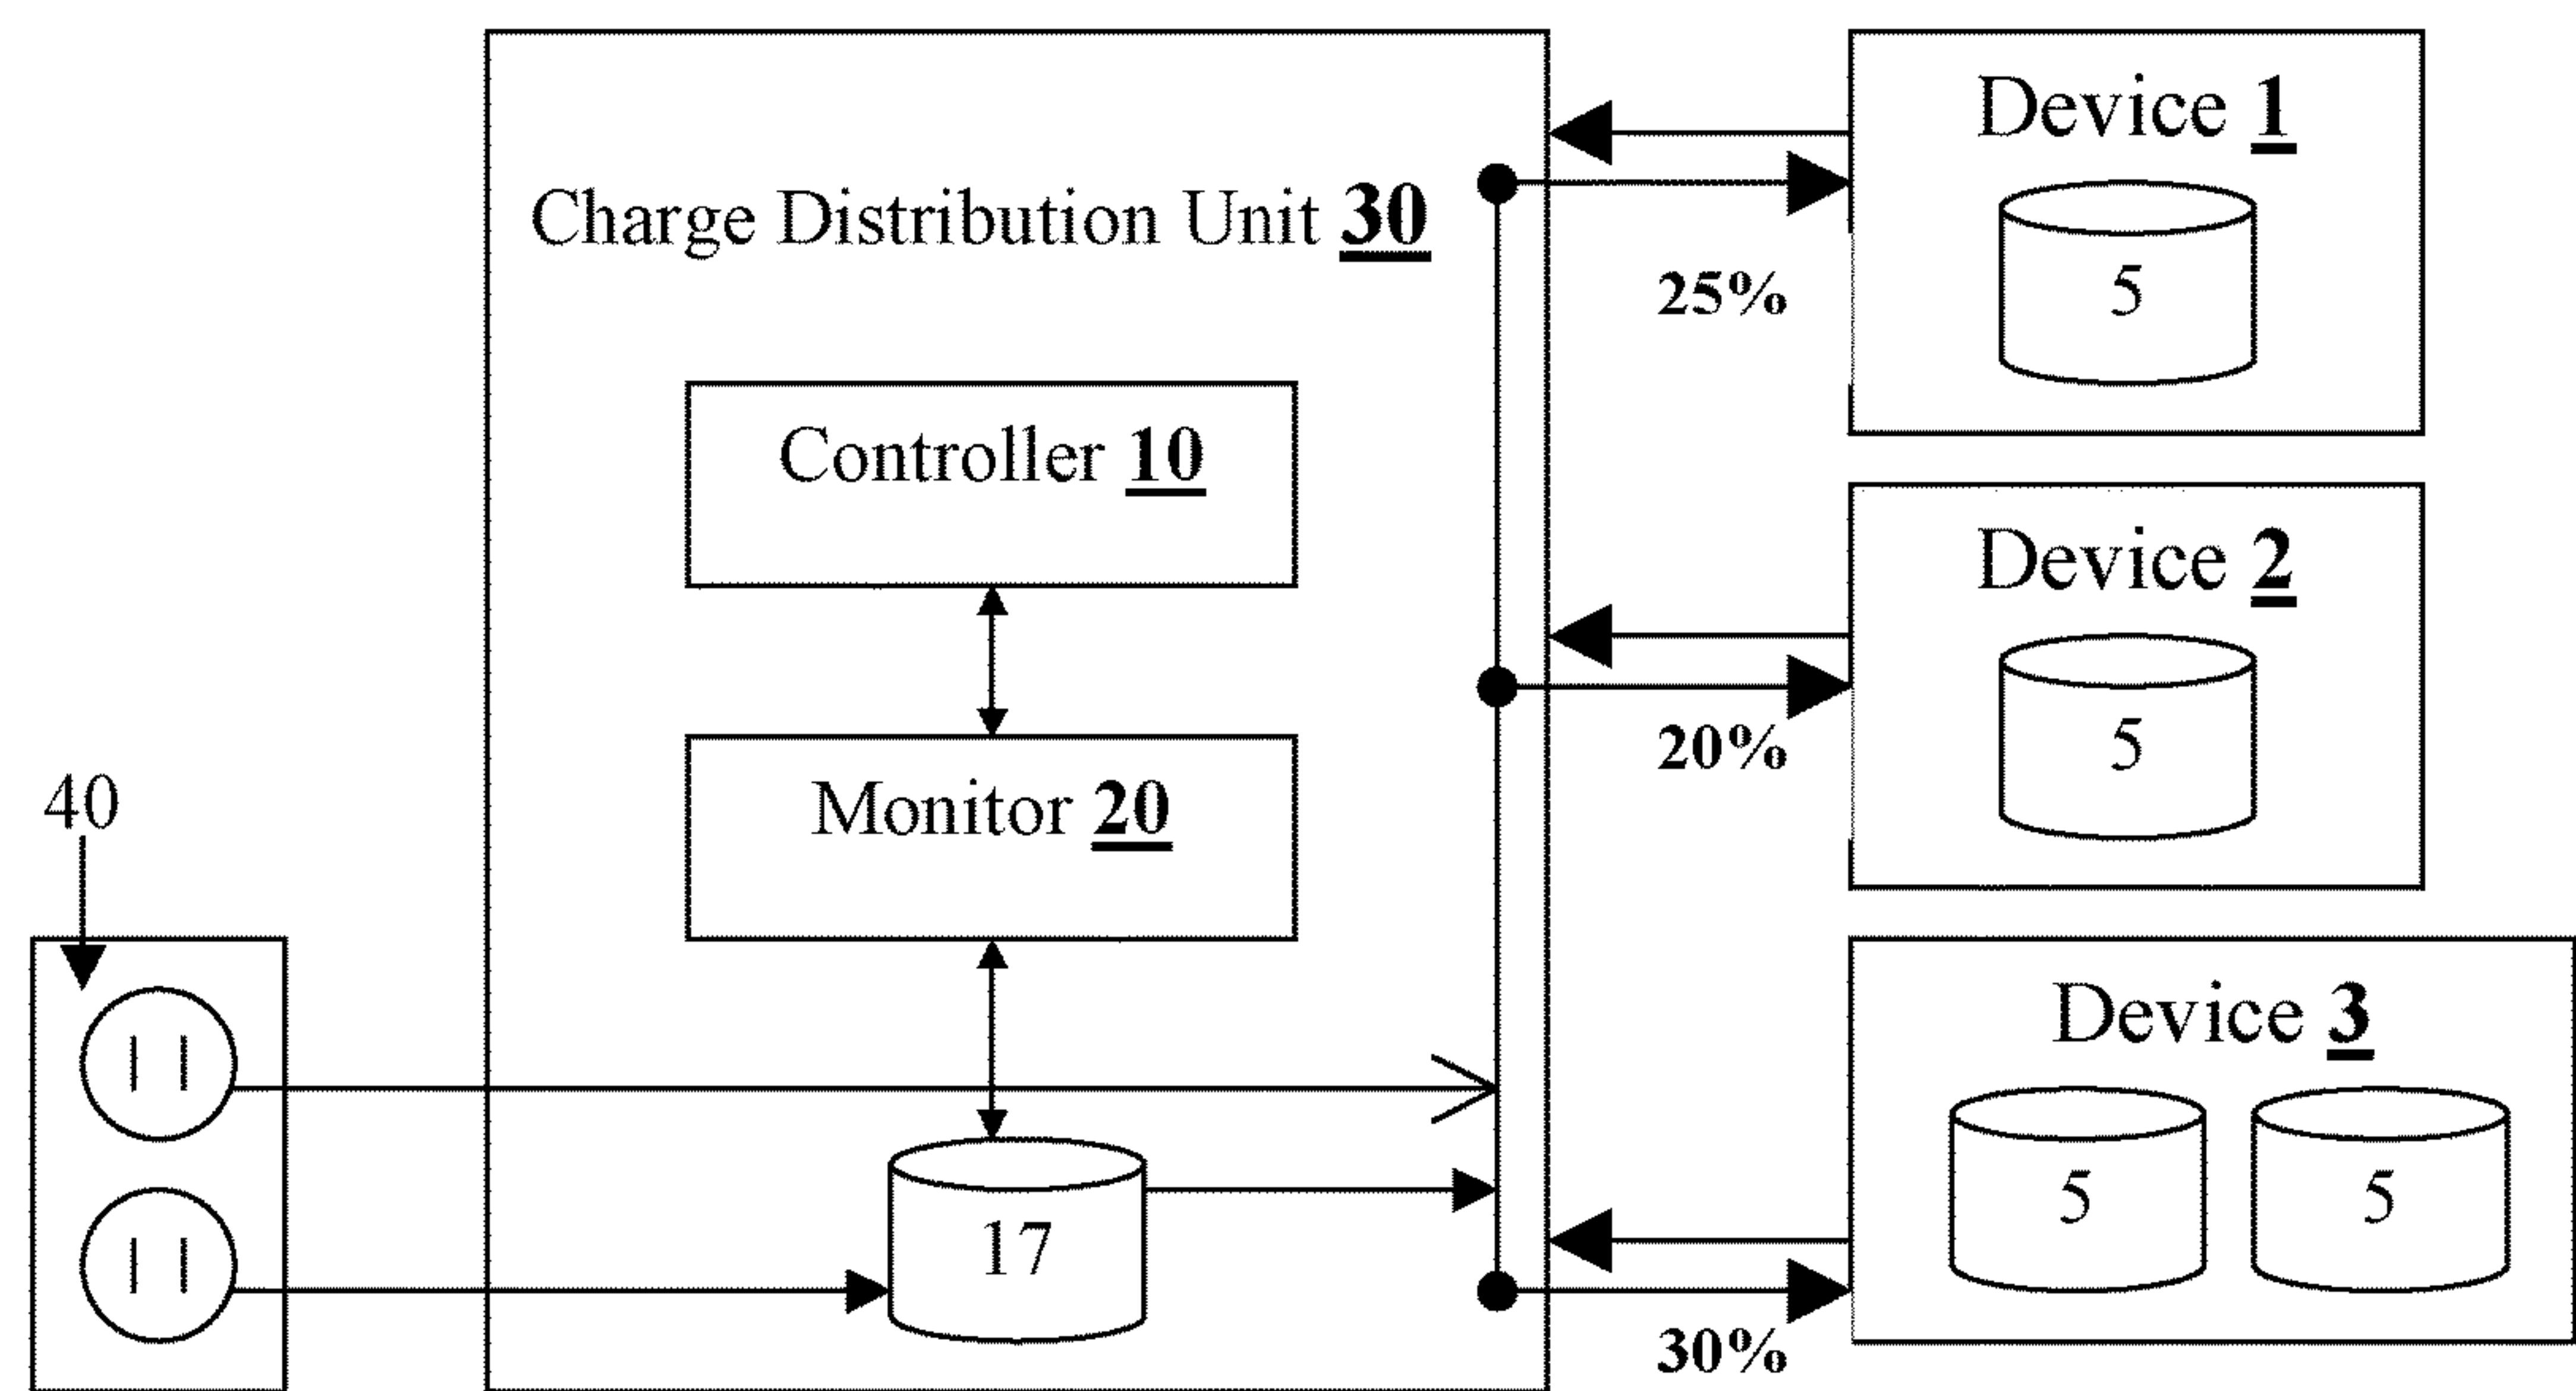 Device 1
5
Charge Distribution Unit 30
25%
Controller 10
Device 2
5
20%
Monitor 20
40
Device 3
5 5
17
30%